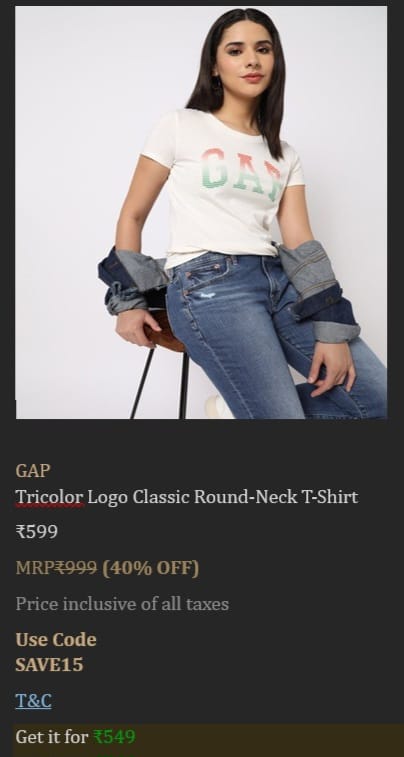 GAP
GAP
Tricolor Logo Classic Round-Neck T-Shirt
₹599
MRP₹999 (40% OFF)
Price inclusive of all taxes
Use Code
SAVE15
T&C
Get it for ₹549